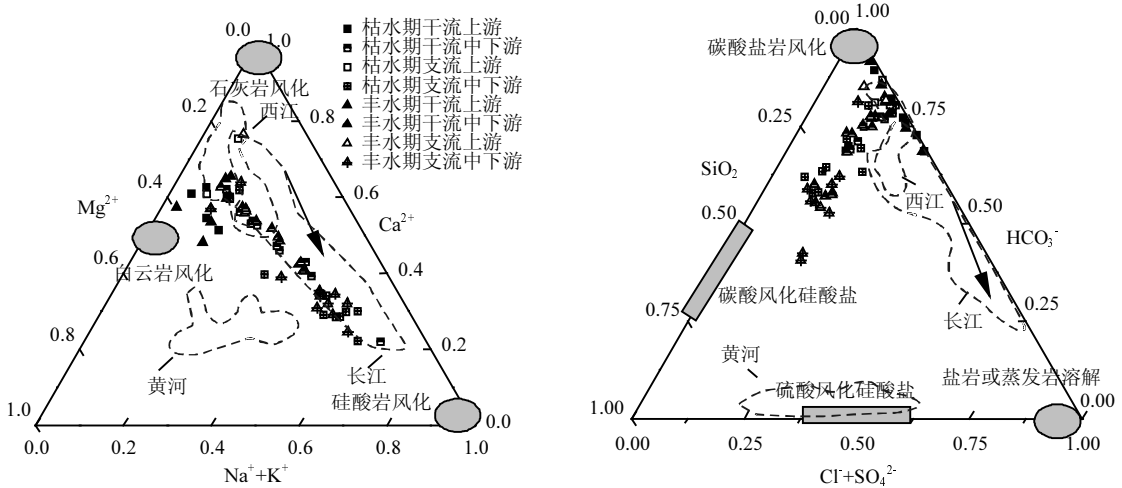 0.0
1.0
石灰岩风化
西江
0.2
0.8
0.4
0.6
Mg²⁺
Ca²⁺
0.6
0.4
白云岩风化
0.8
0.2
黄河
长江
硅酸岩风化
1.0
0.0
0.0
0.2
0.4
0.6
0.8
1.0
Na⁺+K⁺
■ 枯水期干流上游
枯水期干流中下游
枯水期支流上游
枯水期支流中下游
▲ 丰水期干流上游
▲ 丰水期干流中下游
△ 丰水期支流上游
丰水期支流中下游
0.00
1.00
碳酸盐岩风化
0.25
0.75
SiO₂
西江
0.50
0.50
HCO₃⁻
碳酸风化硅酸盐
0.75
0.25
长江
黄河
盐岩或蒸发岩溶解
硫酸风化硅酸盐
1.00
0.00
0.00
0.25
0.50
0.75
1.00
Cl⁻+SO₄²⁻